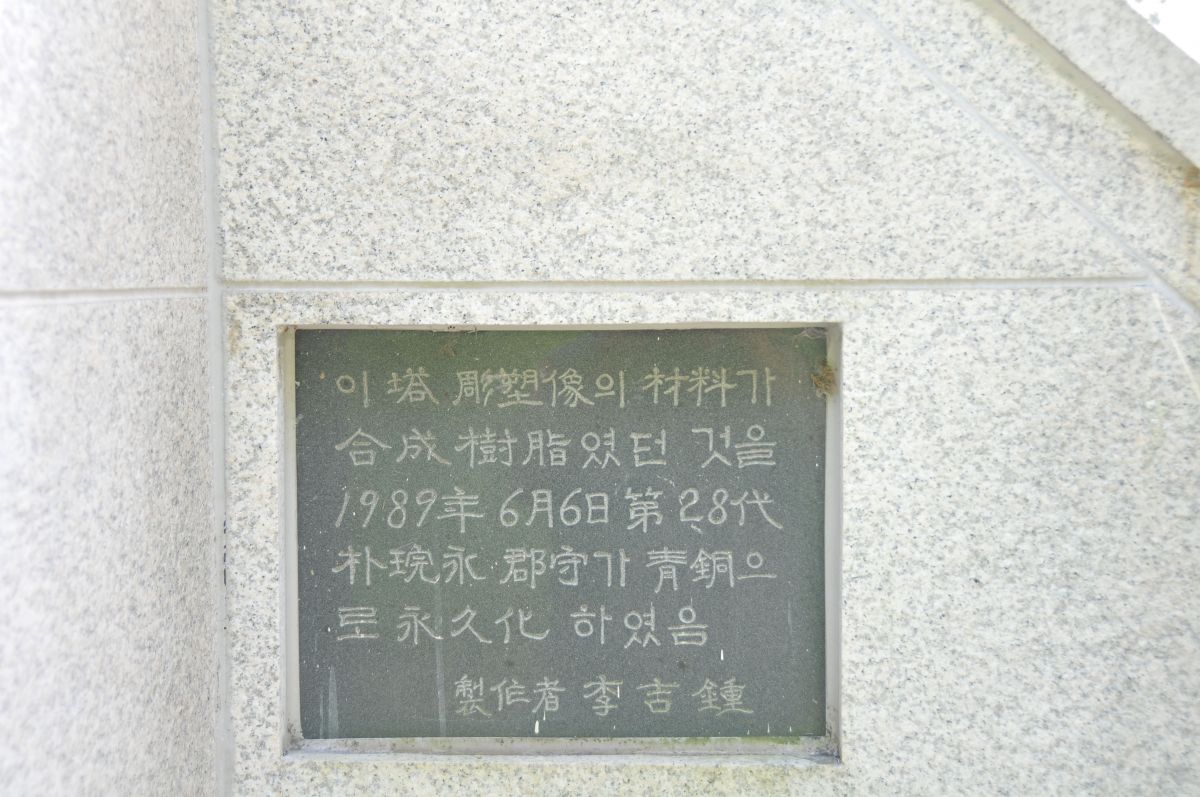 이 塔 彫塑像의 材料가
合成 樹脂였던 것을
1989年 6月6日 第 28代
朴琓永 郡守가 靑銅으
로 永久化 하였음
製作者 李吉鍾